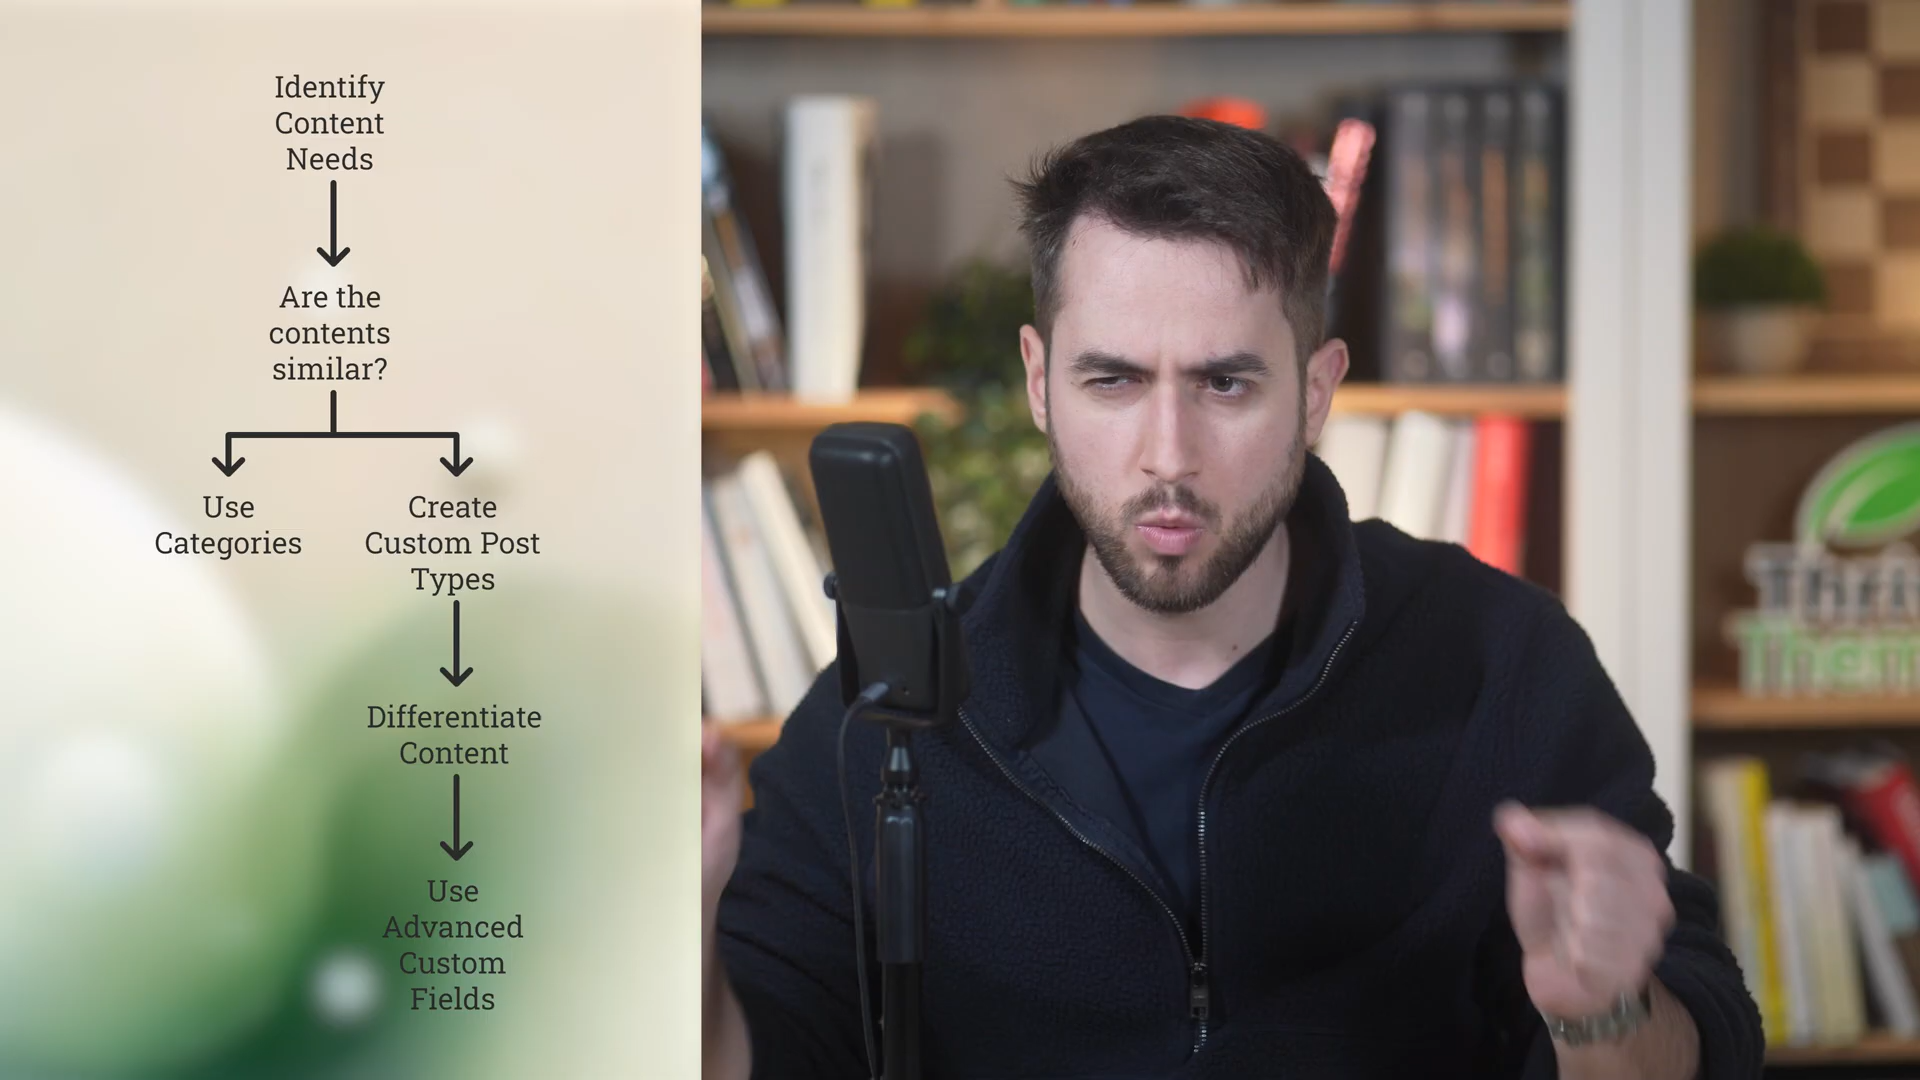 Identify
Content
Needs
Are the
contents
similar?
Use
Categories
Create
Custom Post
Types
Differentiate
Content
Use
Advanced
Custom
Fields